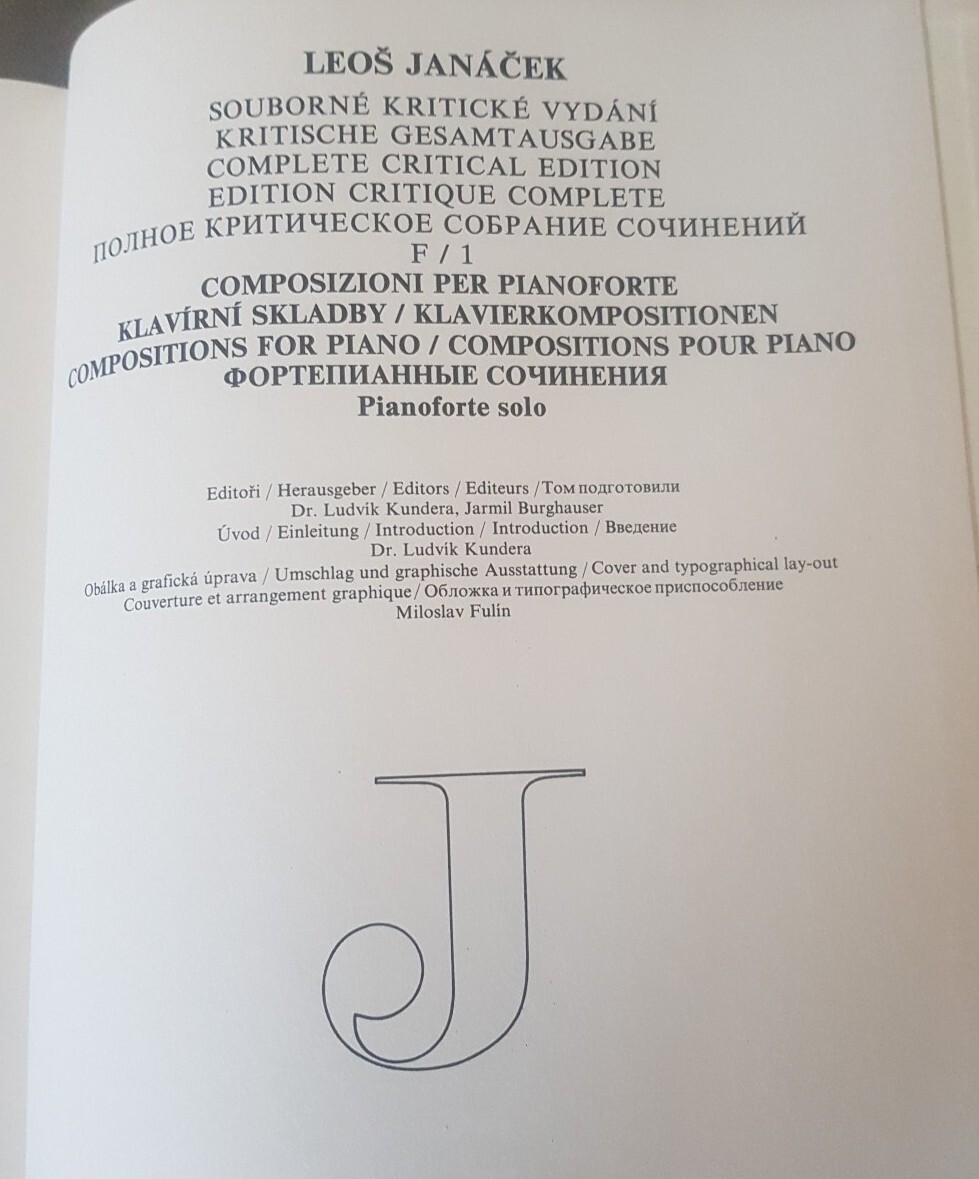 LEOŠ JANÁČEK
SOUBORNÉ KRITICKÉ VYDÁNÍ
KRITISCHE GESAMTAUSGABE
COMPLETE CRITICAL EDITION
EDITION CRITIQUE COMPLETE
ПОЛНОЕ КРИТИЧЕСКОЕ СОБРАНИЕ СОЧИНЕНИЙ
F / 1
COMPOSIZIONI PER PIANOFORTE
KLAVÍRNÍ SKLADBY / KLAVIERKOMPOSITIONEN
COMPOSITIONS FOR PIANO / COMPOSITIONS POUR PIANO
ФОРТЕПИАННЫЕ СОЧИНЕНИЯ
Pianoforte solo
Editoři / Herausgeber / Editors / Editeurs / Том подготовили
Dr. Ludvík Kundera, Jarmil Burghauser
Úvod / Einleitung / Introduction / Introduction / Введение
Dr. Ludvík Kundera
Obálka a grafická úprava / Umschlag und graphische Ausstattung / Cover and typographical lay-out
Couverture et arrangement graphique / Обложка и типографическое приспособление
Miloslav Fulín
J